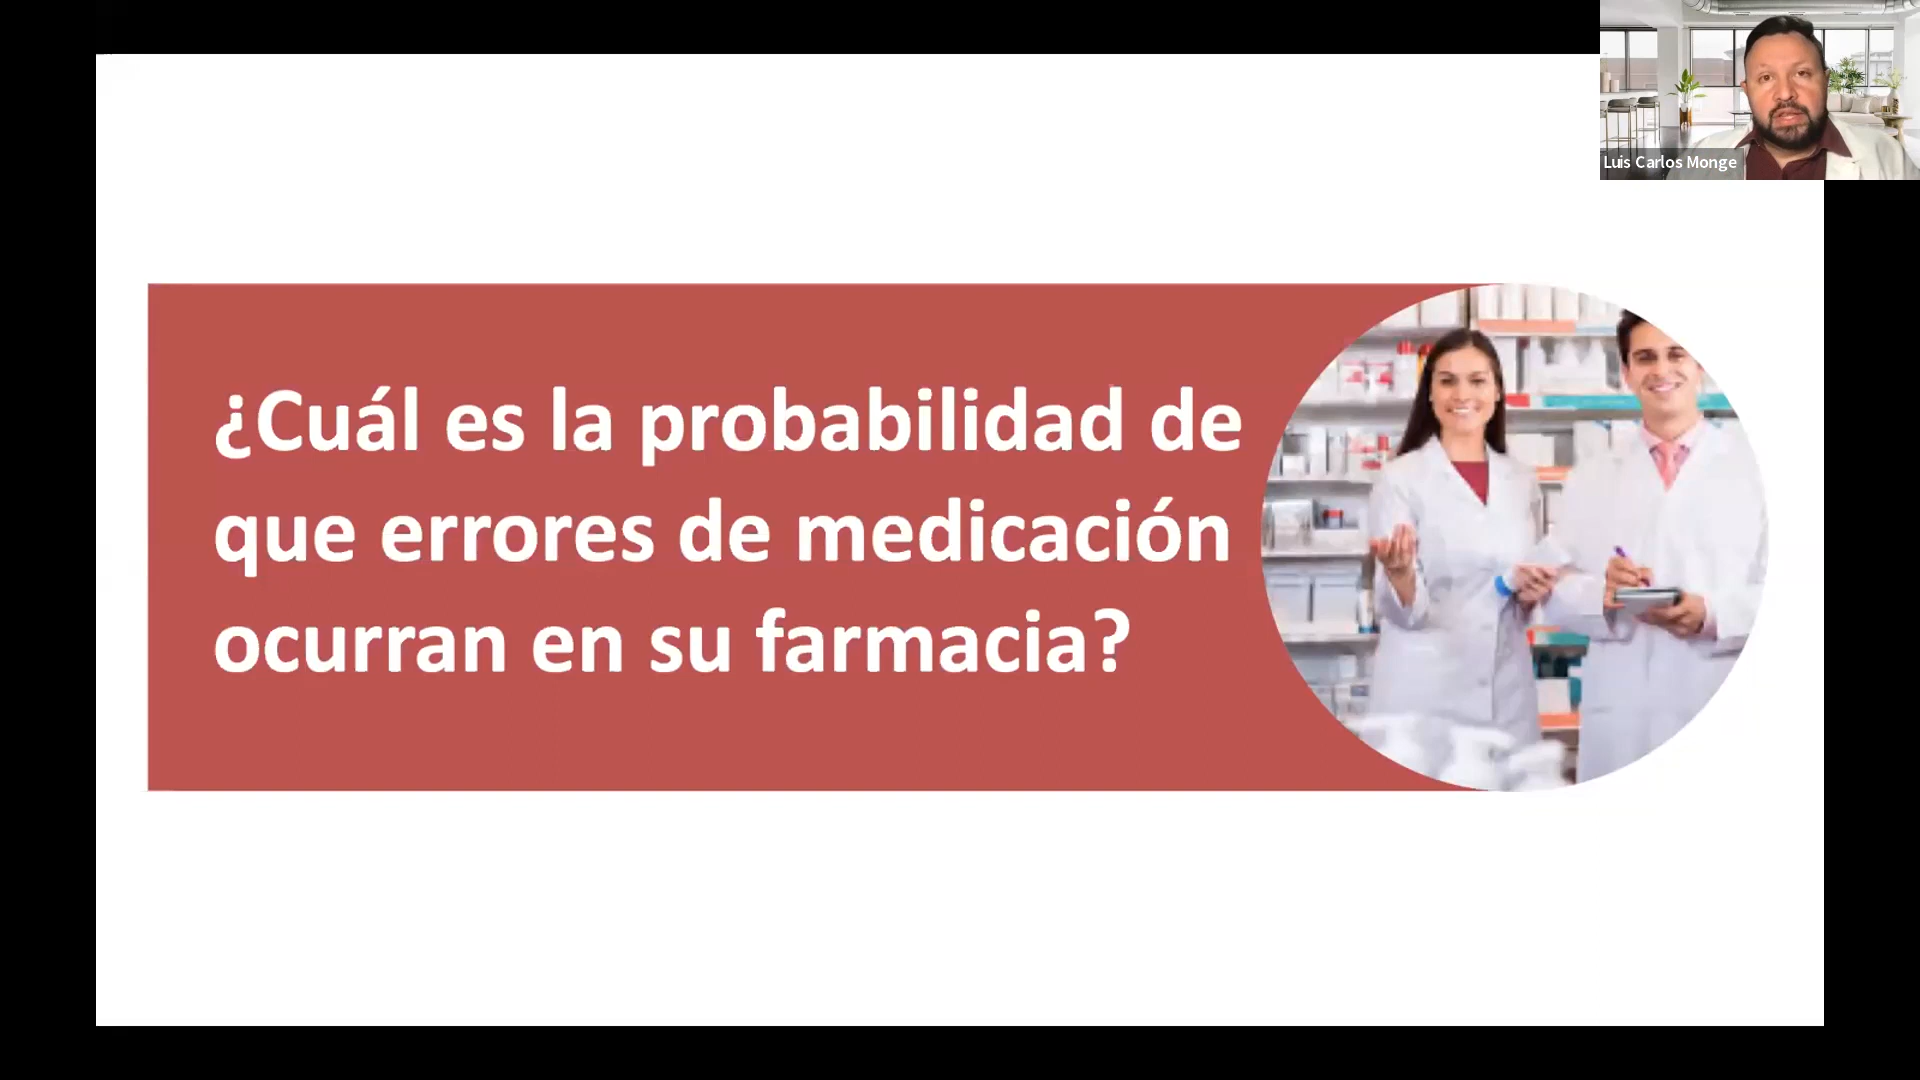 Luis Carlos Monge
¿Cuál es la probabilidad de
que errores de medicación
ocurran en su farmacia?